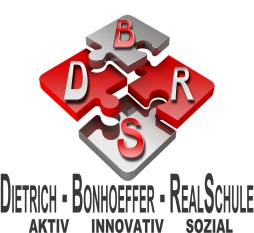 B
D R
S
DIETRICH - BONHOEFFER - REALSCHULE
AKTIV INNOVATIV SOZIAL